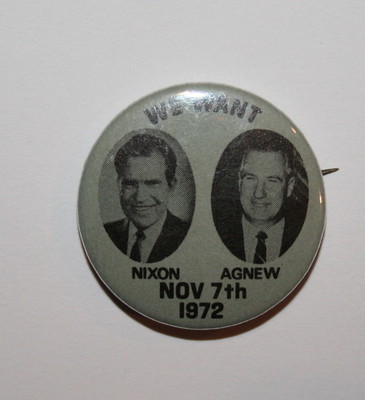 WE WANT
NIXON AGNEW
NOV 7th
1972